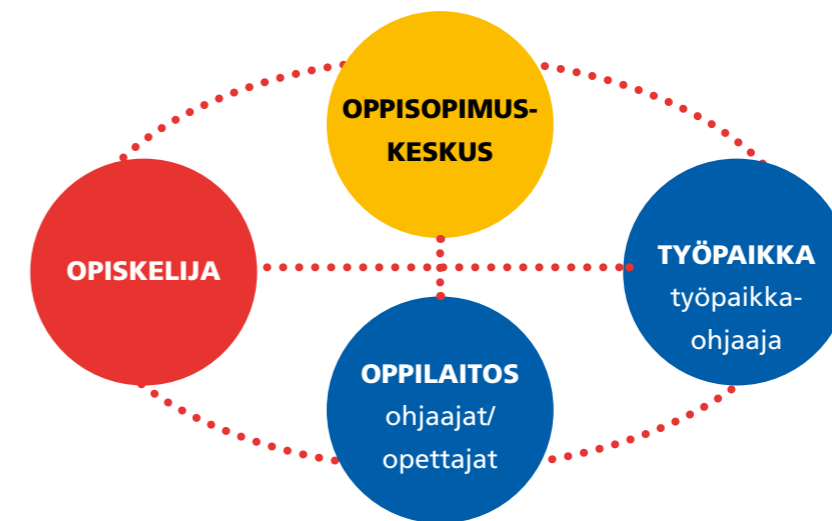 OPPISOPIMUS-
KESKUS
OPISKELIJA
TYÖPAIKKA
työpaikka-
ohjaaja
OPPILAITOS
ohjaajat/
opettajat